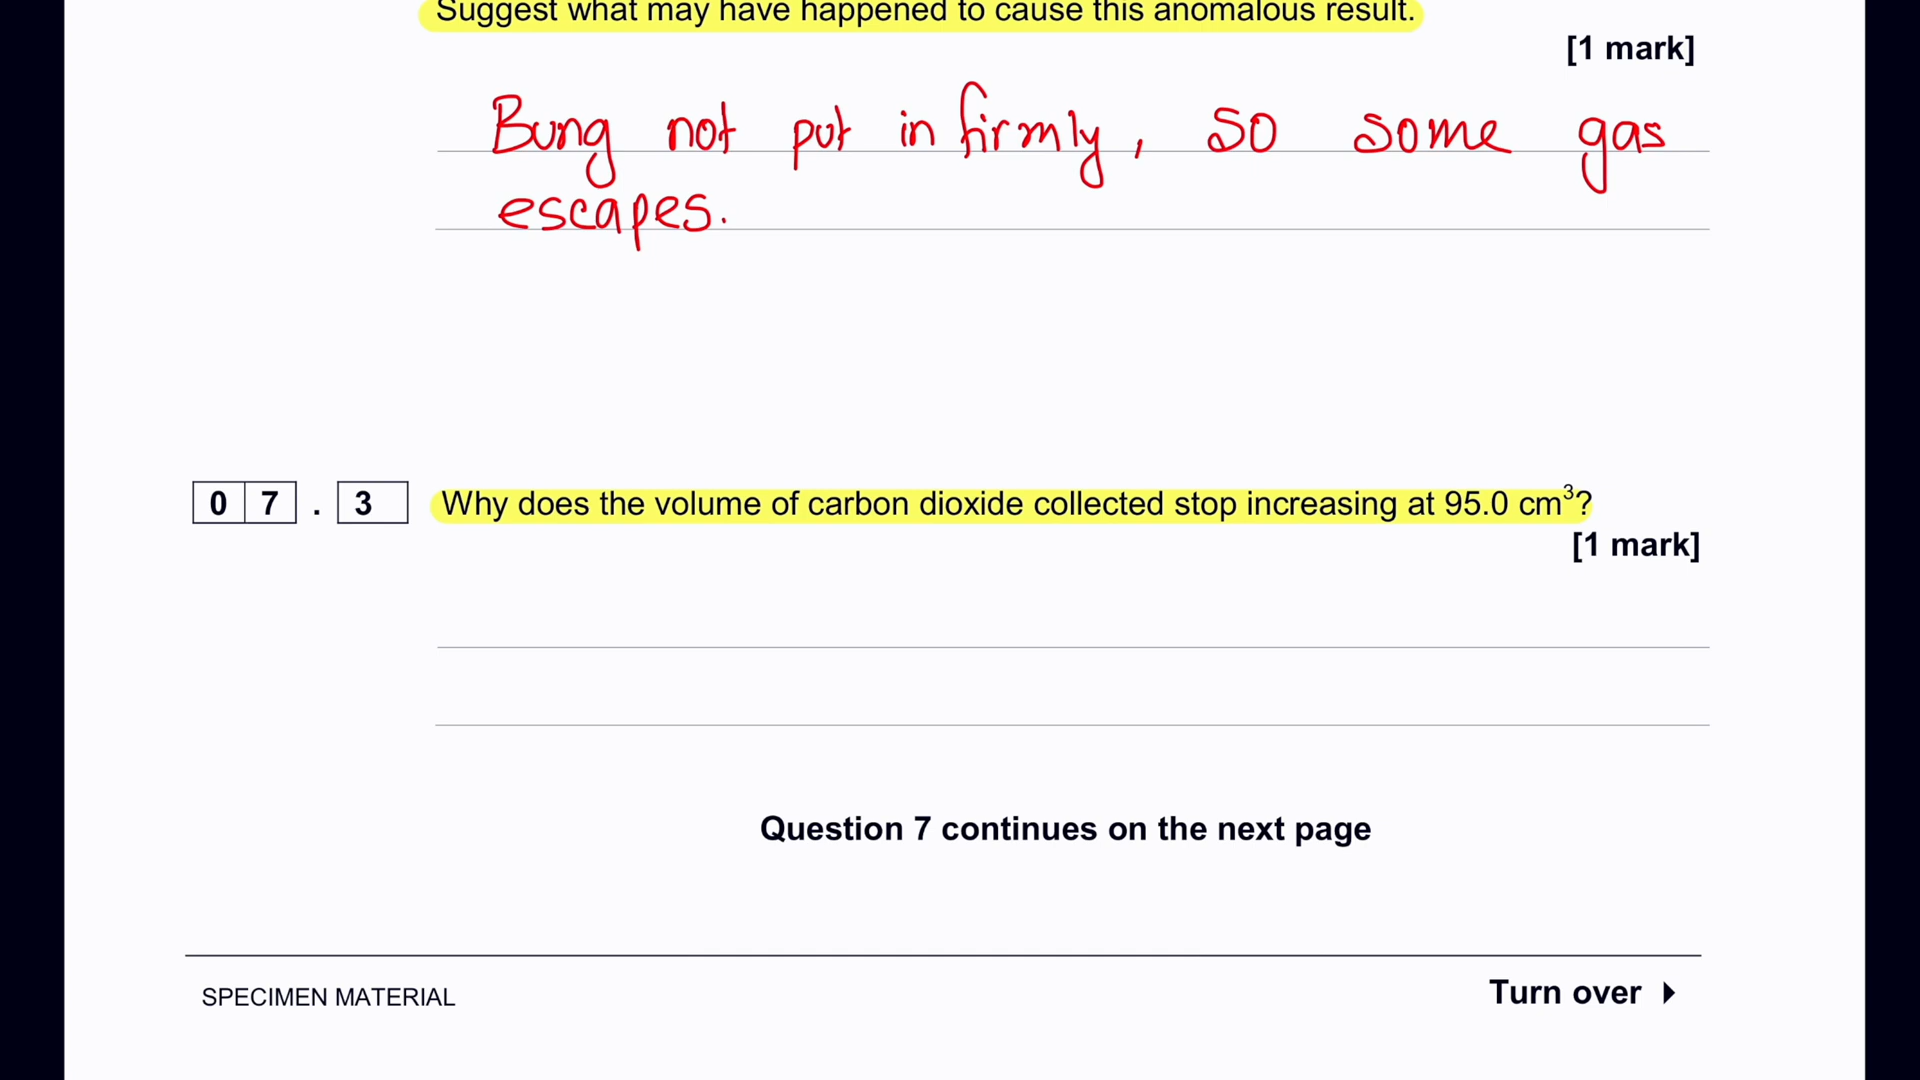 Suggest what may have happened to cause this anomalous result.
[1 mark]
Bung not put in firmly, so some gas
escapes.
0 7 . 3 Why does the volume of carbon dioxide collected stop increasing at 95.0 cm³?
[1 mark]
Question 7 continues on the next page
SPECIMEN MATERIAL
Turn over ►